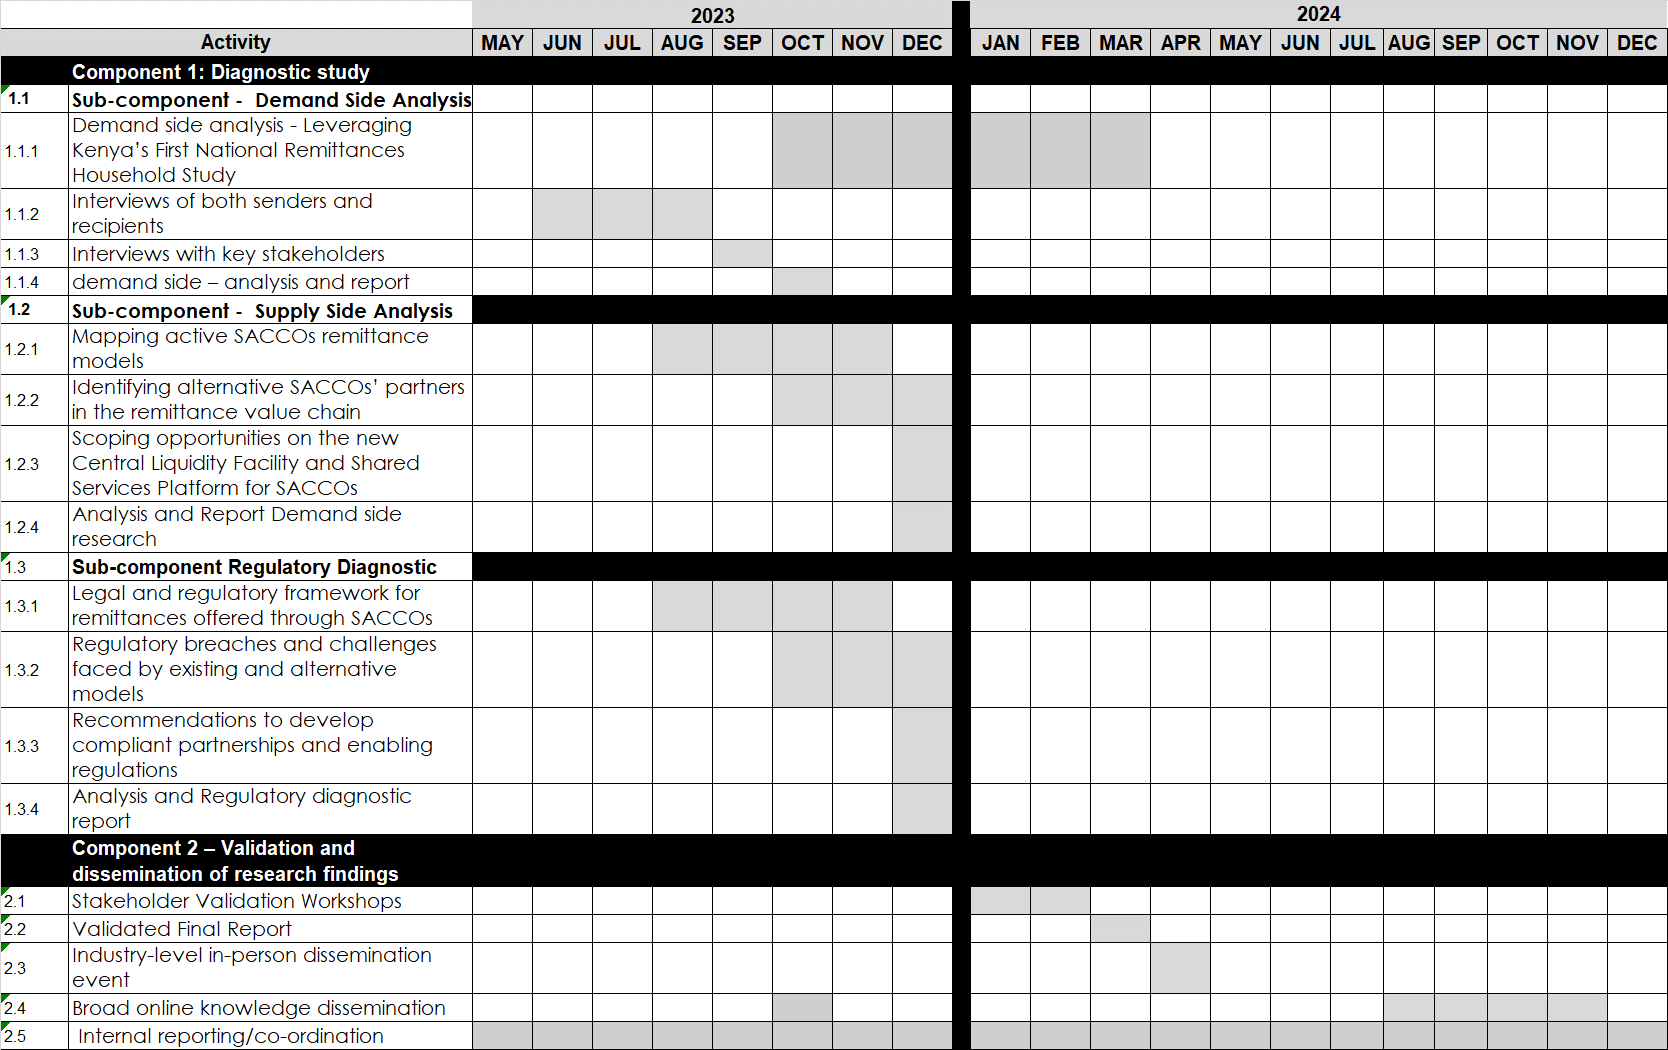 2023 2024
Activity MAY JUN JUL AUG SEP OCT NOV DEC JAN FEB MAR APR MAY JUN JUL AUG SEP OCT NOV DEC
Component 1: Diagnostic study
1.1 Sub-component - Demand Side Analysis
Demand side analysis - Leveraging
1.1.1 Kenya’s First National Remittances
Household Study
1.1.2 Interviews of both senders and
recipients
1.1.3 Interviews with key stakeholders
1.1.4 demand side – analysis and report
1.2 Sub-component - Supply Side Analysis
1.2.1 Mapping active SACCOs remittance
models
1.2.2 Identifying alternative SACCOs’ partners
in the remittance value chain
Scoping opportunities on the new
1.2.3 Central Liquidity Facility and Shared
Services Platform for SACCOs
1.2.4 Analysis and Report Demand side
research
1.3 Sub-component Regulatory Diagnostic
1.3.1 Legal and regulatory framework for
remittances offered through SACCOs
Regulatory breaches and challenges
1.3.2 faced by existing and alternative
models
Recommendations to develop
1.3.3 compliant partnerships and enabling
regulations
1.3.4 Analysis and Regulatory diagnostic
report
Component 2 – Validation and
dissemination of research findings
2.1 Stakeholder Validation Workshops
2.2 Validated Final Report
2.3 Industry-level in-person dissemination
event
2.4 Broad online knowledge dissemination
2.5 Internal reporting/co-ordination